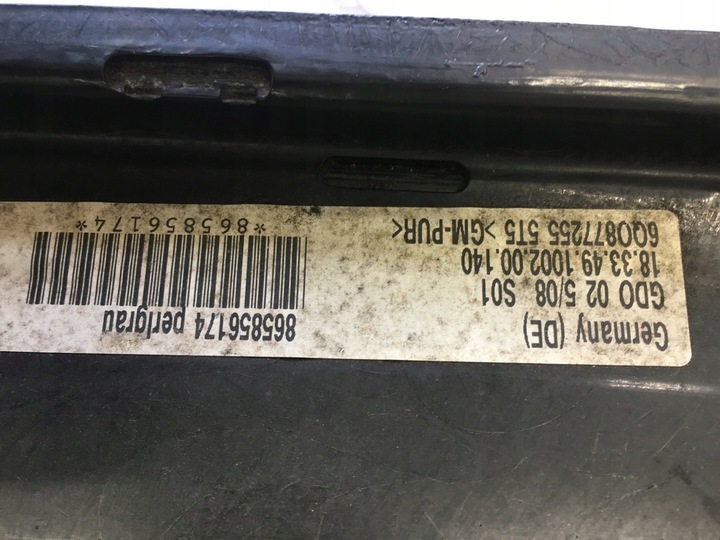 Germany (DE)
GDO 02 5/08 S01
18.33.49.1002.00.140
6Q0877255 5T5 >GM-PUR<
865856174 perlgrau
*865856174*